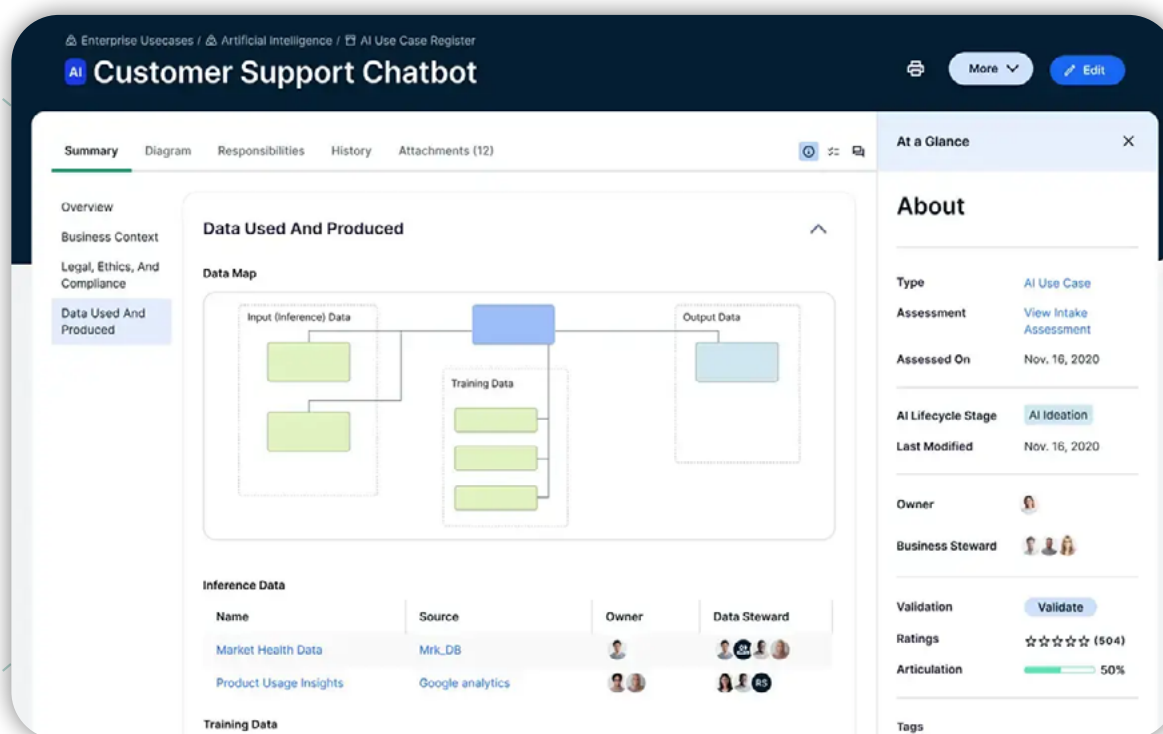 Enterprise Usecases / Artificial Intelligence / AI Use Case Register
AI Customer Support Chatbot
More
Edit
Summary Diagram Responsibilities History Attachments (12)
Overview
Business Context
Legal, Ethics, And
Compliance
Data Used And
Produced
Data Used And Produced
Data Map
Input (Inference) Data
Training Data
Output Data
Inference Data
Name Source Owner Data Steward
Market Health Data Mrk_DB
Product Usage Insights Google analytics RS
Training Data
At a Glance
About
Type AI Use Case
Assessment View Intake
Assessment
Assessed On Nov. 16, 2020
AI Lifecycle Stage AI Ideation
Last Modified Nov. 16, 2020
Owner
Business Steward
Validation Validate
Ratings (504)
Articulation 50%
Tags